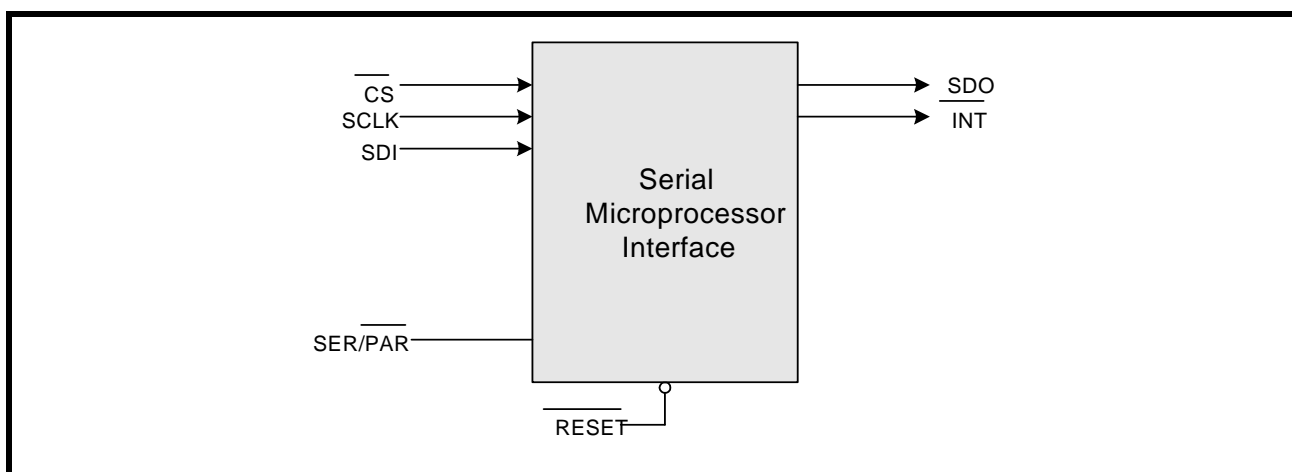 CS
SCLK
SDI
SDO
INT
Serial
Microprocessor
Interface
SER/PAR
RESET